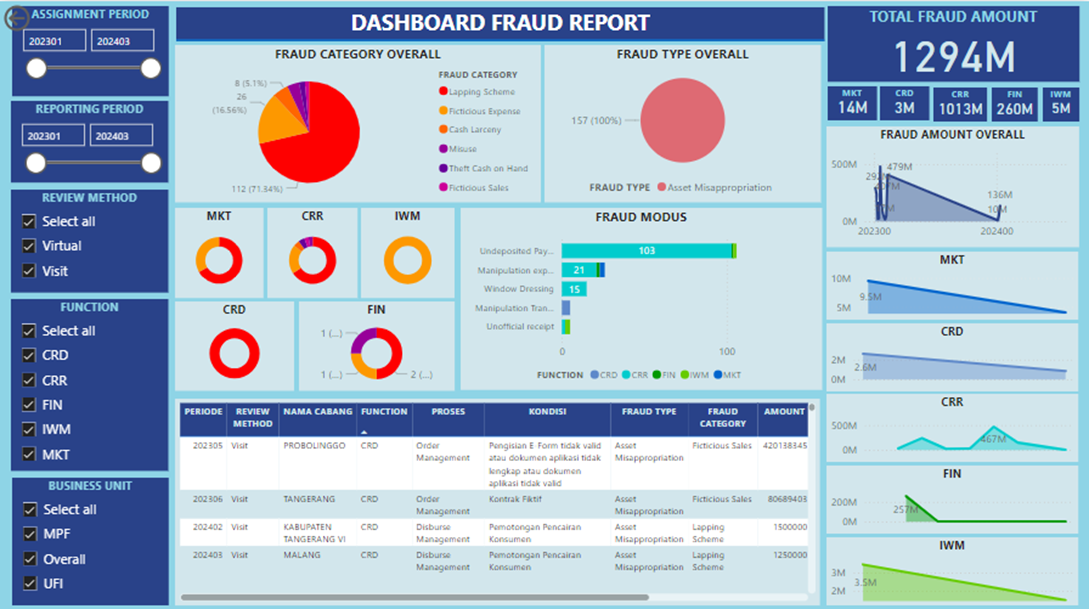 ASSIGNMENT PERIOD
202301 202403
REPORTING PERIOD
202301 202403
REVIEW METHOD
Select all
Virtual
Visit
FUNCTION
Select all
CRD
CRR
FIN
IWM
MKT
BUSINESS UNIT
Select all
MPF
Overall
UFI
DASHBOARD FRAUD REPORT
FRAUD CATEGORY OVERALL
8 (5.1%)
26
(16.56%)
112 (71.34%)
FRAUD CATEGORY
Lapping Scheme
Ficticious Expense
Cash Larceny
Misuse
Theft Cash on Hand
Ficticious Sales
FRAUD TYPE OVERALL
157 (100%)
FRAUD TYPE Asset Misappropriation
MKT
CRR
IWM
CRD
FIN
1 (...)
1 (...)
2 (...)
FRAUD MODUS
Undeposited Pay...
103
Manipulation exp...
21
Window Dressing
15
Manipulation Tran...
Unofficial receipt
0 100
FUNCTION CRD CRR FIN IWM MKT
PERIODE REVIEW METHOD NAMA CABANG FUNCTION PROSES KONDISI FRAUD TYPE FRAUD CATEGORY AMOUNT
202305 Visit PROBOLINGGO CRD Order Management Pengisian E-Form tidak valid atau dokumen aplikasi tidak lengkap atau dokumen aplikasi tidak valid Asset Misappropriation Ficticious Sales 420138345
202306 Visit TANGERANG CRD Order Management Kontrak Fiktif Asset Misappropriation Ficticious Sales 80689403
202402 Visit KABUPATEN TANGERANG VI CRD Disburse Management Pemotongan Pencairan Konsumen Asset Misappropriation Lapping Scheme 1500000
202403 Visit MALANG CRD Disburse Management Pemotongan Pencairan Konsumen Asset Misappropriation Lapping Scheme 1250000
TOTAL FRAUD AMOUNT
1294M
MKT
14M
CRD
3M
CRR
1013M
FIN
260M
IWM
5M
FRAUD AMOUNT OVERALL
500M
479M
136M
0M
202300 202400
MKT
10M
9.5M
5M
CRD
2M
2.6M
0M
CRR
500M
467M
0M
FIN
200M
257M
0M
IWM
3M
3.5M
2M